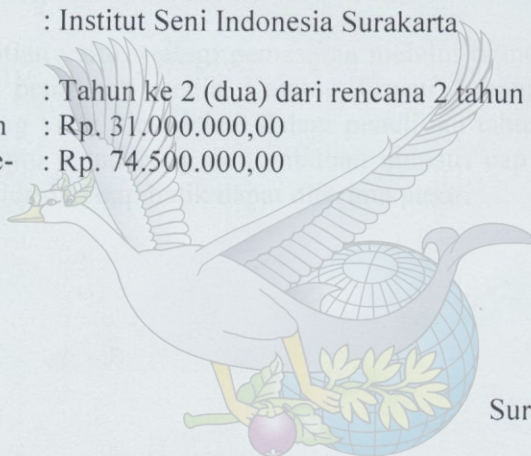 : Institut Seni Indonesia Surakarta
: Tahun ke 2 (dua) dari rencana 2 tahun
: Rp. 31.000.000,00
e- : Rp. 74.500.000,00
Sur